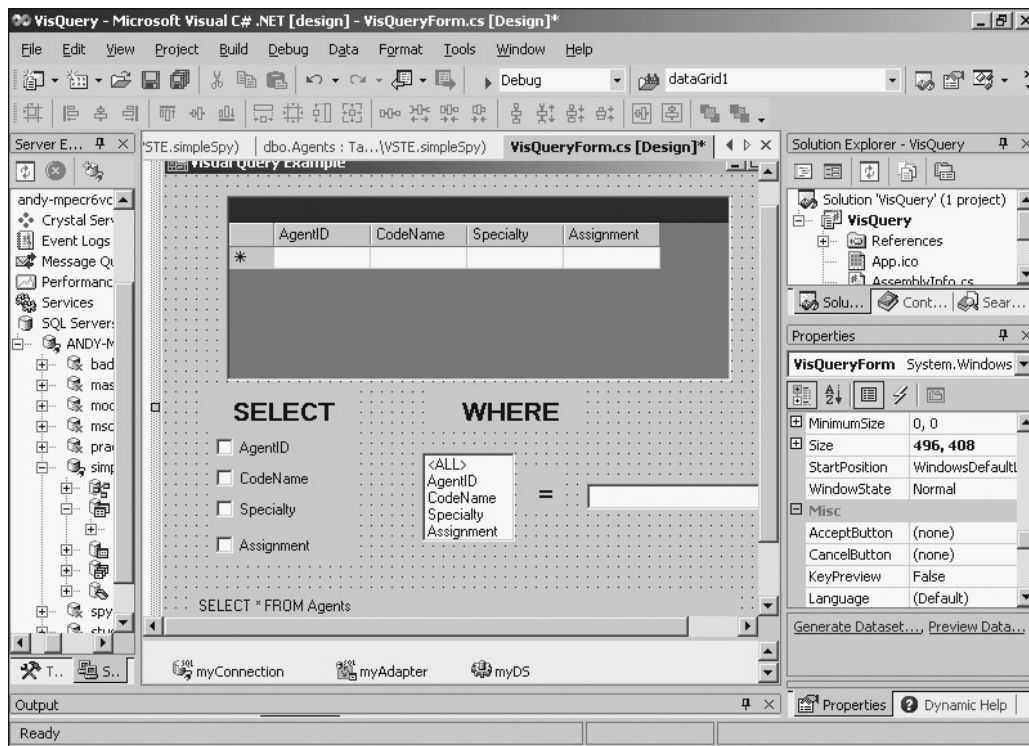 VisQuery - Microsoft Visual C# .NET [design] - VisQueryForm.cs [Design]*
File Edit View Project Build Debug Data Format Tools Window Help
Debug dataGrid1
Server E...
'STE.simpleSpy) dbo.Agents : Ta...\VSTE.simpleSpy) VisQueryForm.cs [Design]*
Solution Explorer - VisQuery
Visual Query Example
andy-mpecr6vc
Crystal Serv
Event Logs
Message Qu
Performanc
Services
SQL Servers
ANDY-M
bad
mas
mod
msc
pra
simp
spy
stu
AgentID CodeName Specialty Assignment
*
SELECT WHERE
AgentID
CodeName
Specialty
Assignment
<ALL>
AgentID
CodeName
Specialty
Assignment
=
SELECT * FROM Agents
Solution 'VisQuery' (1 project)
VisQuery
References
App.ico
AssemblyInfo.cs
Solu... Cont... Sear...
Properties
VisQueryForm System.Windows
MinimumSize 0, 0
Size 496, 408
StartPosition WindowsDefaultL
WindowState Normal
Misc
AcceptButton (none)
CancelButton (none)
KeyPreview False
Language (Default)
Generate Dataset..., Preview Data...
T... S...
myConnection myAdapter myDS
Output
Properties Dynamic Help
Ready